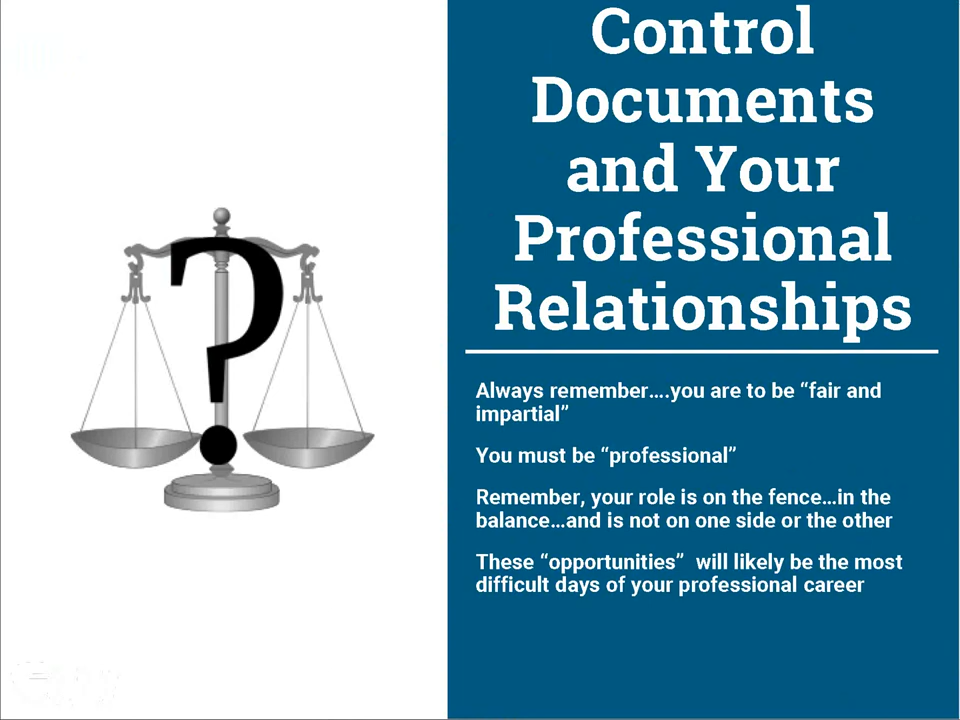 Control
Documents
and Your
Professional
Relationships
Always remember....you are to be “fair and
impartial”
You must be “professional”
Remember, your role is on the fence...in the
balance...and is not on one side or the other
These “opportunities”  will likely be the most
difficult days of your professional career
?